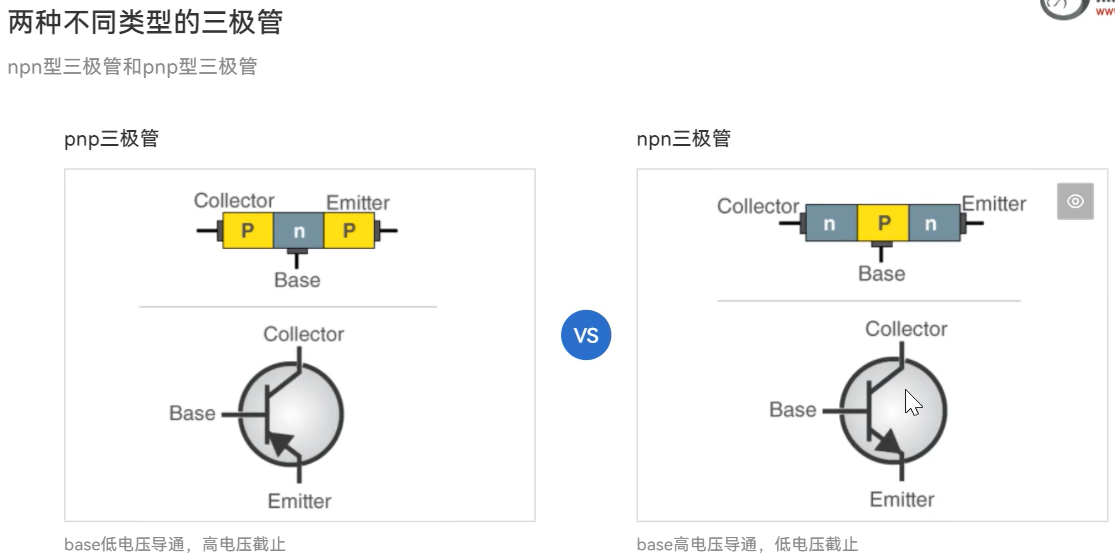 两种不同类型的三极管
npn型三极管和pnp型三极管
pnp三极管
Collector Emitter
P n P
Base
Collector
Base
Emitter
base低电压导通，高电压截止
VS
npn三极管
Collector Emitter
n P n
Base
Collector
Base
Emitter
base高电压导通，低电压截止